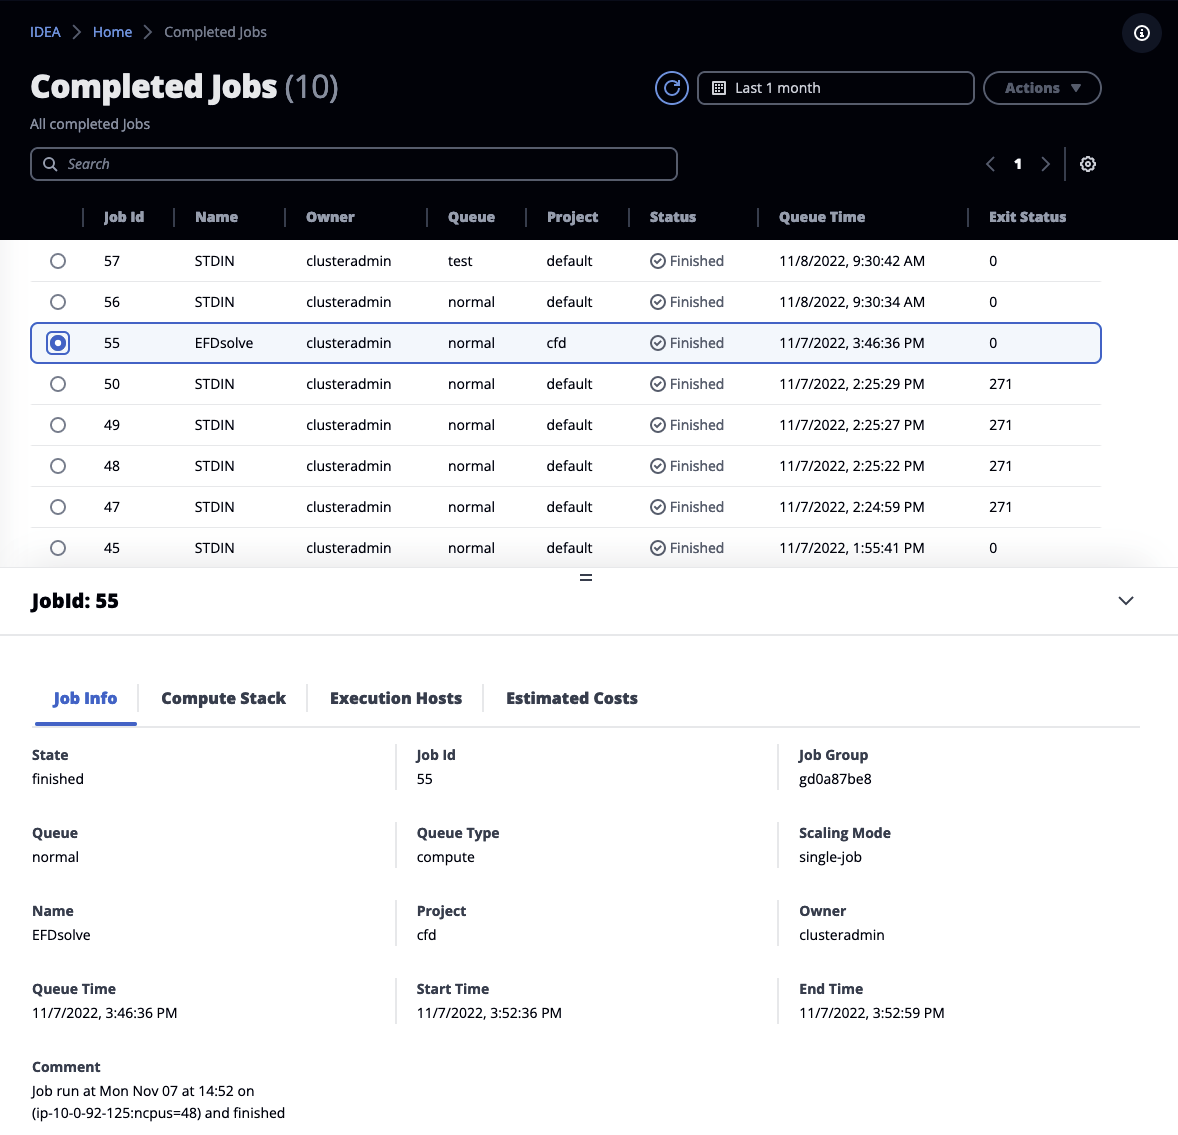 IDEA > Home > Completed Jobs
Completed Jobs (10)
Last 1 month
Actions
All completed Jobs
Search
1
Job Id Name Owner Queue Project Status Queue Time Exit Status
57 STDIN clusteradmin test default Finished 11/8/2022, 9:30:42 AM 0
56 STDIN clusteradmin normal default Finished 11/8/2022, 9:30:34 AM 0
55 EFDsolve clusteradmin normal cfd Finished 11/7/2022, 3:46:36 PM 0
50 STDIN clusteradmin normal default Finished 11/7/2022, 2:25:29 PM 271
49 STDIN clusteradmin normal default Finished 11/7/2022, 2:25:27 PM 271
48 STDIN clusteradmin normal default Finished 11/7/2022, 2:25:22 PM 271
47 STDIN clusteradmin normal default Finished 11/7/2022, 2:24:59 PM 271
45 STDIN clusteradmin normal default Finished 11/7/2022, 1:55:41 PM 0
JobId: 55
Job Info Compute Stack Execution Hosts Estimated Costs
State Job Id Job Group
finished 55 gd0a87be8
Queue Queue Type Scaling Mode
normal compute single-job
Name Project Owner
EFDsolve cfd clusteradmin
Queue Time Start Time End Time
11/7/2022, 3:46:36 PM 11/7/2022, 3:52:36 PM 11/7/2022, 3:52:59 PM
Comment
Job run at Mon Nov 07 at 14:52 on
(ip-10-0-92-125:ncpus=48) and finished